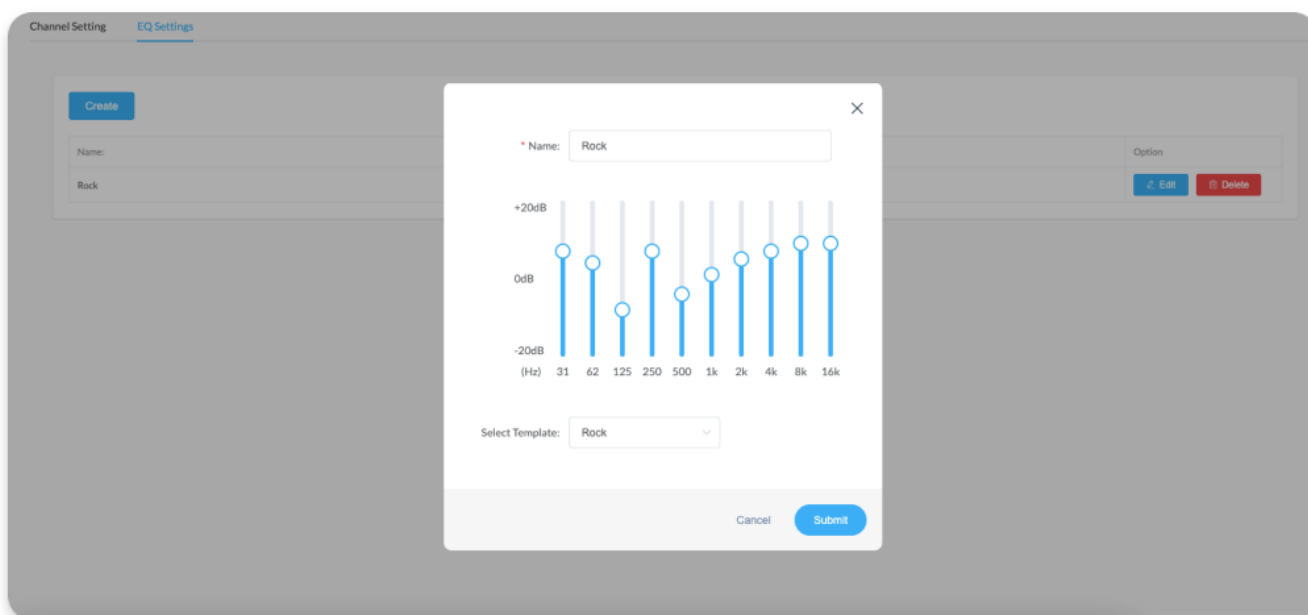 Channel Setting EQ Settings
Create
Name: Option
Rock Edit Delete
* Name: Rock
+20dB
0dB
-20dB
(Hz) 31 62 125 250 500 1k 2k 4k 8k 16k
Select Template: Rock
Cancel Submit